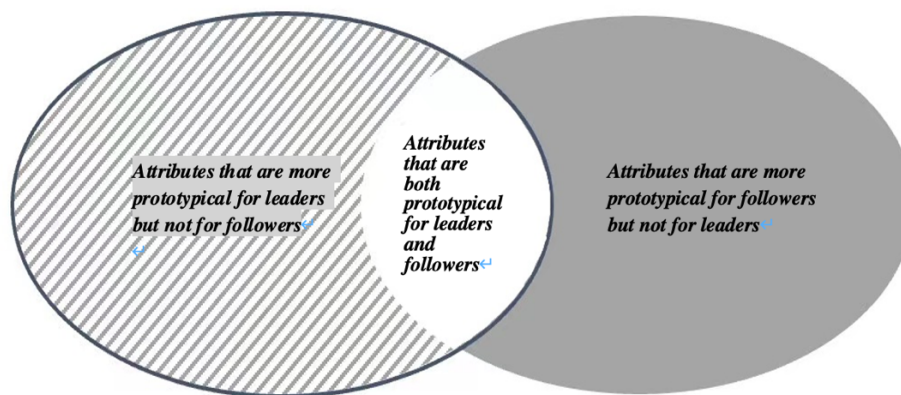 Attributes that are more
prototypical for leaders
but not for followers↵
↵
Attributes
that are
both
prototypical
for leaders
and
followers↵
Attributes that are more
prototypical for followers
but not for leaders↵